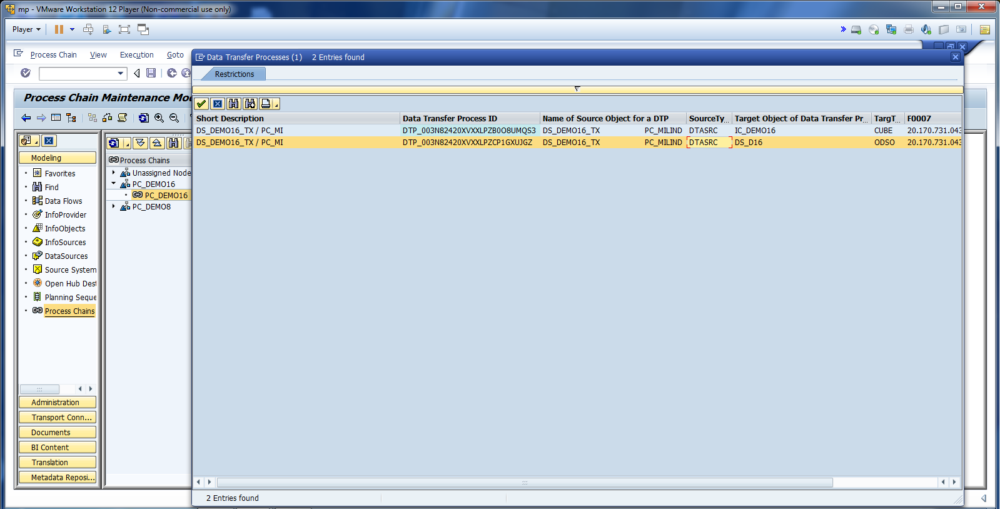 mp - VMware Workstation 12 Player (Non-commercial use only)
Player
Process Chain View Execution Goto
Data Transfer Processes (1) 2 Entries found
Restrictions
Process Chain Maintenance Mo
Short Description Data Transfer Process ID Name of Source Object for a DTP SourceTy... Target Object of Data Transfer Pr... TargT... F0007
DS_DEMO16_TX / PC_MI DTP_003N82420XVXXLPZB0O8UMQS3 DS_DEMO16_TX PC_MILIND DTASRC IC_DEMO16 CUBE 20.170.731.043
DS_DEMO16_TX / PC_MI DTP_003N82420XVXXLPZCP1GXUJGZ DS_DEMO16_TX PC_MILIND DTASRC DS_D16 ODSO 20.170.731.043
Modeling
Favorites
Find
Data Flows
InfoProvider
InfoObjects
InfoSources
DataSources
Source System
Open Hub Dest
Planning Seque
Process Chains
Administration
Transport Conn...
Documents
BI Content
Translation
Metadata Reposi...
Process Chains
Unassigned Node
PC_DEMO16
PC_DEMO16
PC_DEMO8
2 Entries found